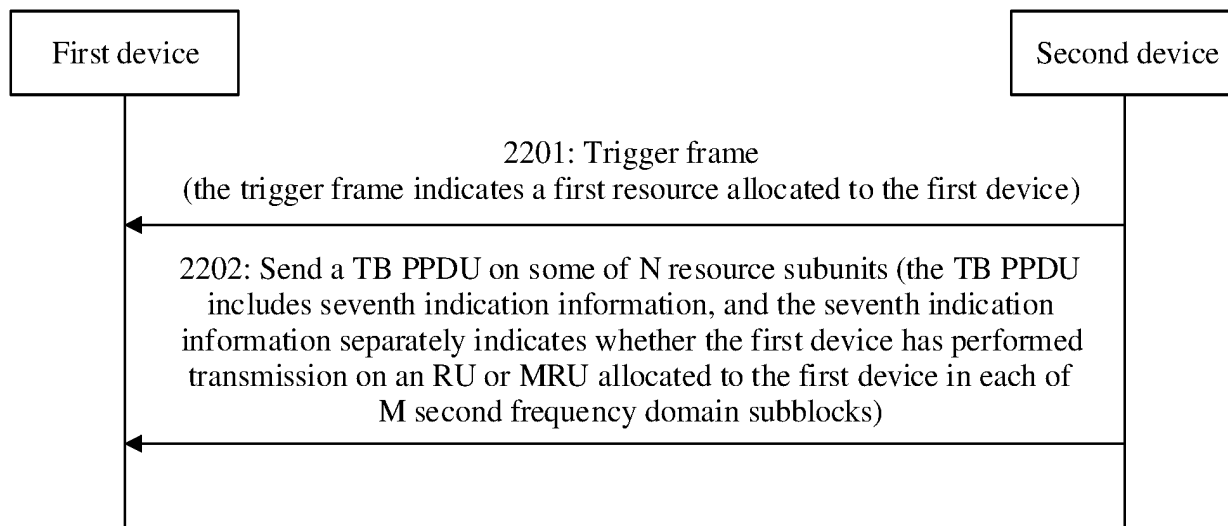 First device
Second device
2201: Trigger frame
(the trigger frame indicates a first resource allocated to the first device)
2202: Send a TB PPDU on some of N resource subunits (the TB PPDU
includes seventh indication information, and the seventh indication
information separately indicates whether the first device has performed
transmission on an RU or MRU allocated to the first device in each of
M second frequency domain subblocks)